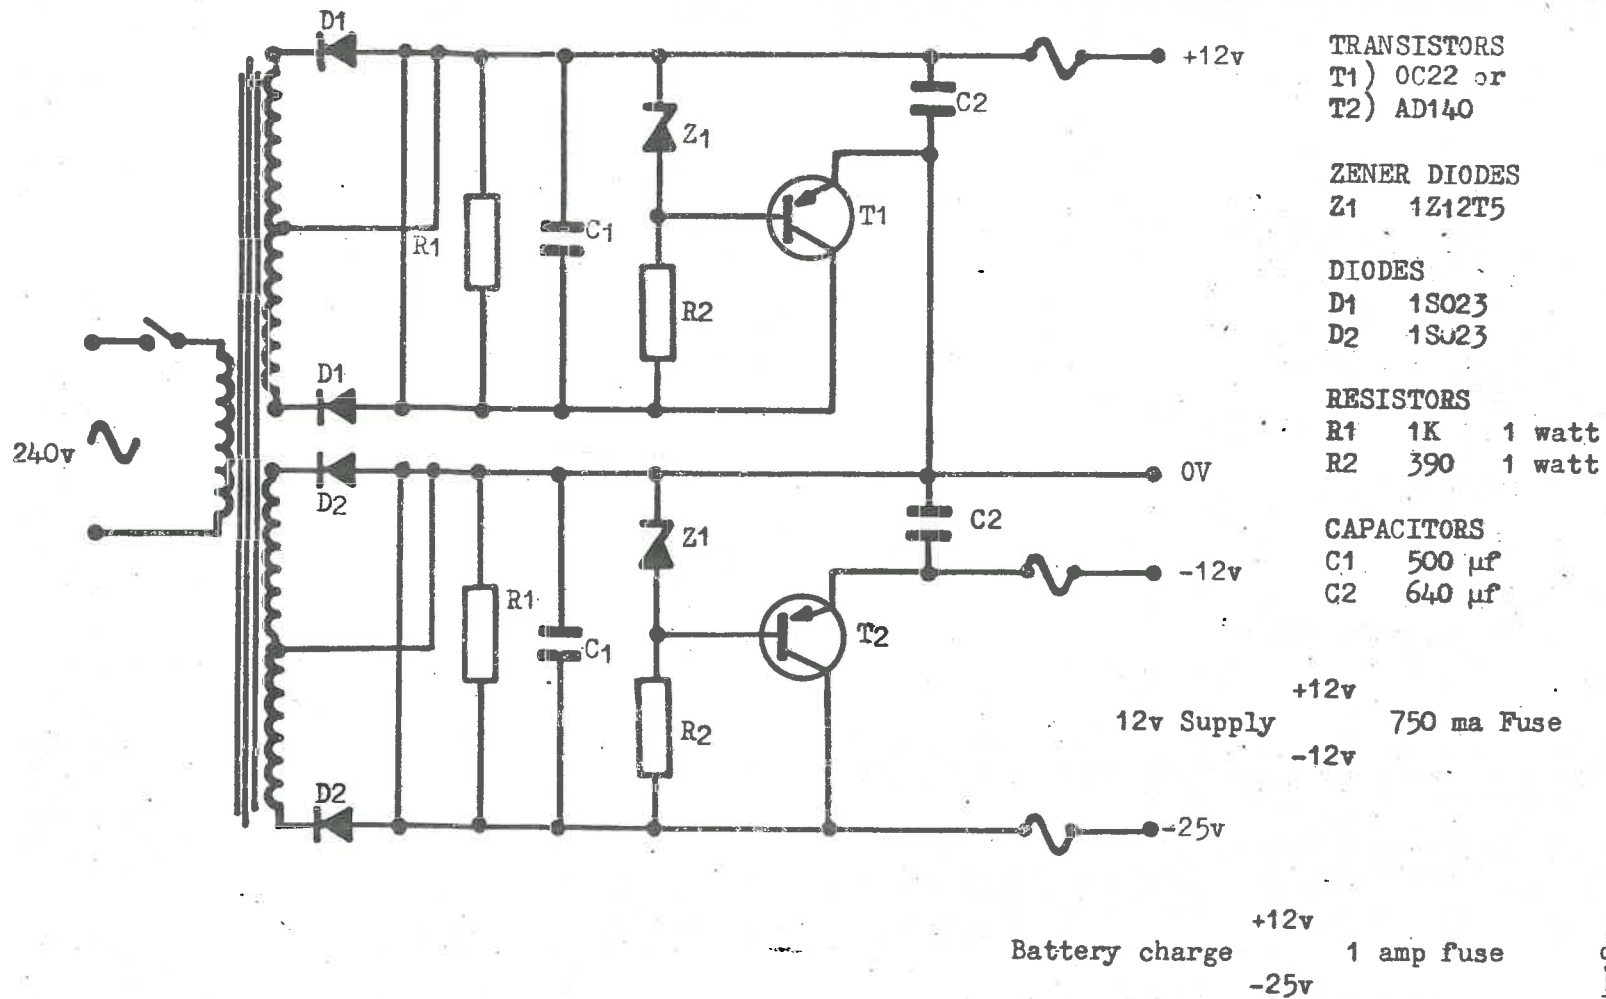 D1
+12v
C2
Z1
T1
R1
C1
R2
D1
240v
D2
0V
C2
Z1
-12v
R1
T2
C1
R2
D2
-25v
TRANSISTORS
T1) OC22 or
T2) AD140
ZENER DIODES
Z1 1Z12T5
DIODES
D1 1S023
D2 1S023
RESISTORS
R1 1K 1 watt
R2 390 1 watt
CAPACITORS
C1 500 µf
C2 640 µf
+12v
12v Supply 750 ma Fuse
-12v
+12v
Battery charge 1 amp fuse
-25v